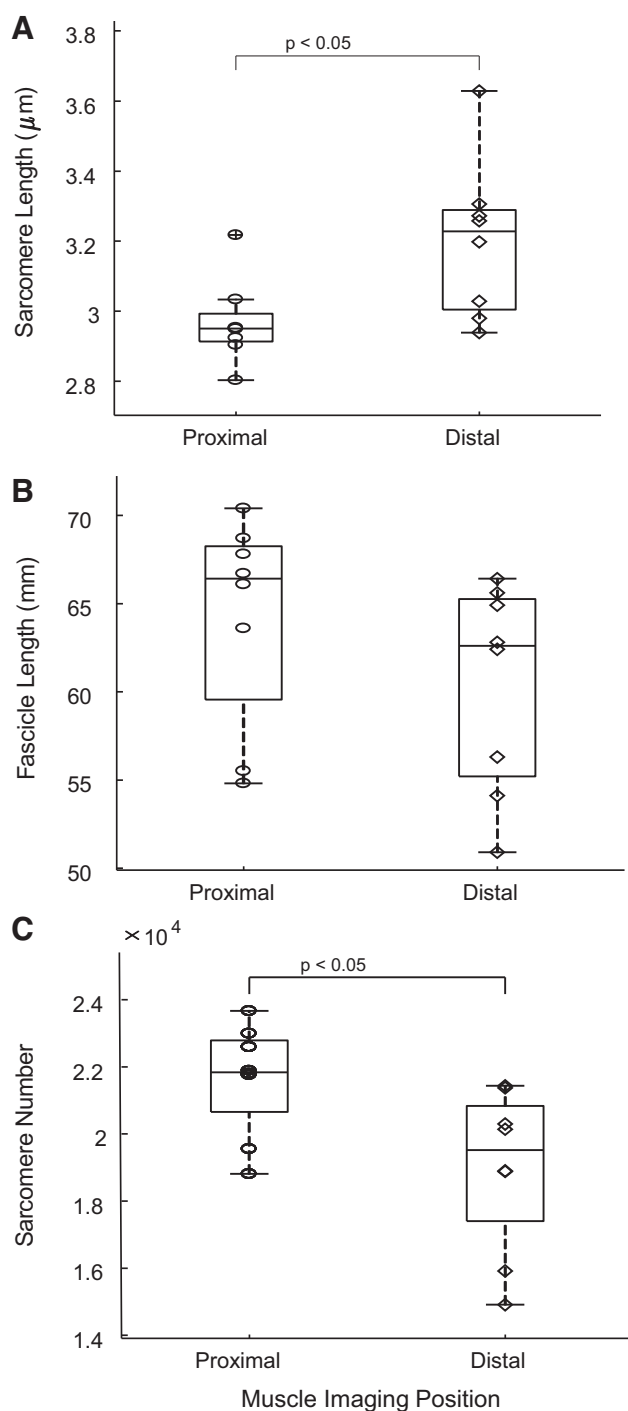 A
3.8
p < 0.05
3.6
3.4
3.2
3
2.8
Sarcomere Length (μm)
Proximal Distal
B
70
65
60
55
50
Fascicle Length (mm)
Proximal Distal
C
×10⁴
p < 0.05
2.4
2.2
2
1.8
1.6
1.4
Sarcomere Number
Proximal Distal
Muscle Imaging Position